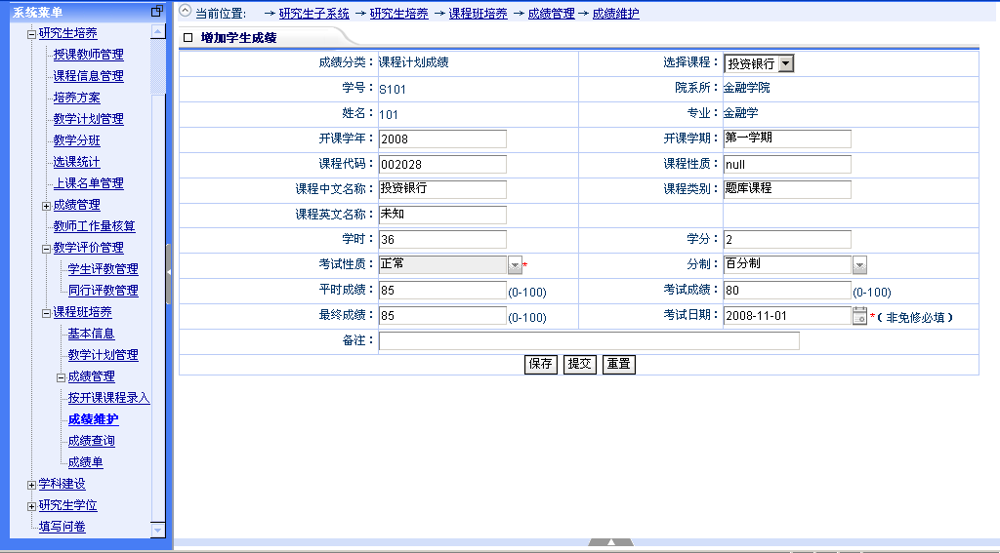 系统菜单
研究生培养
授课教师管理
课程信息管理
培养方案
教学计划管理
教学分班
选课统计
上课名单管理
成绩管理
教师工作量核算
教学评价管理
学生评教管理
同行评教管理
课程班培养
基本信息
教学计划管理
成绩管理
按开课课程录入
成绩维护
成绩查询
成绩单
学科建设
研究生学位
填写问卷
当前位置: →研究生子系统 →研究生培养 →课程班培养 →成绩管理 →成绩维护
增加学生成绩
成绩分类: 课程计划成绩 选择课程: 投资银行
学号: S101 院系所: 金融学院
姓名: 101 专业: 金融学
开课学年: 2008 开课学期: 第一学期
课程代码: 002028 课程性质: null
课程中文名称: 投资银行 课程类别: 题库课程
课程英文名称: 未知
学时: 36 学分: 2
考试性质: 正常 * 分制: 百分制
平时成绩: 85 (0-100) 考试成绩: 80 (0-100)
最终成绩: 85 (0-100) 考试日期: 2008-11-01 *(非免修必填)
备注:
保存 提交 重置